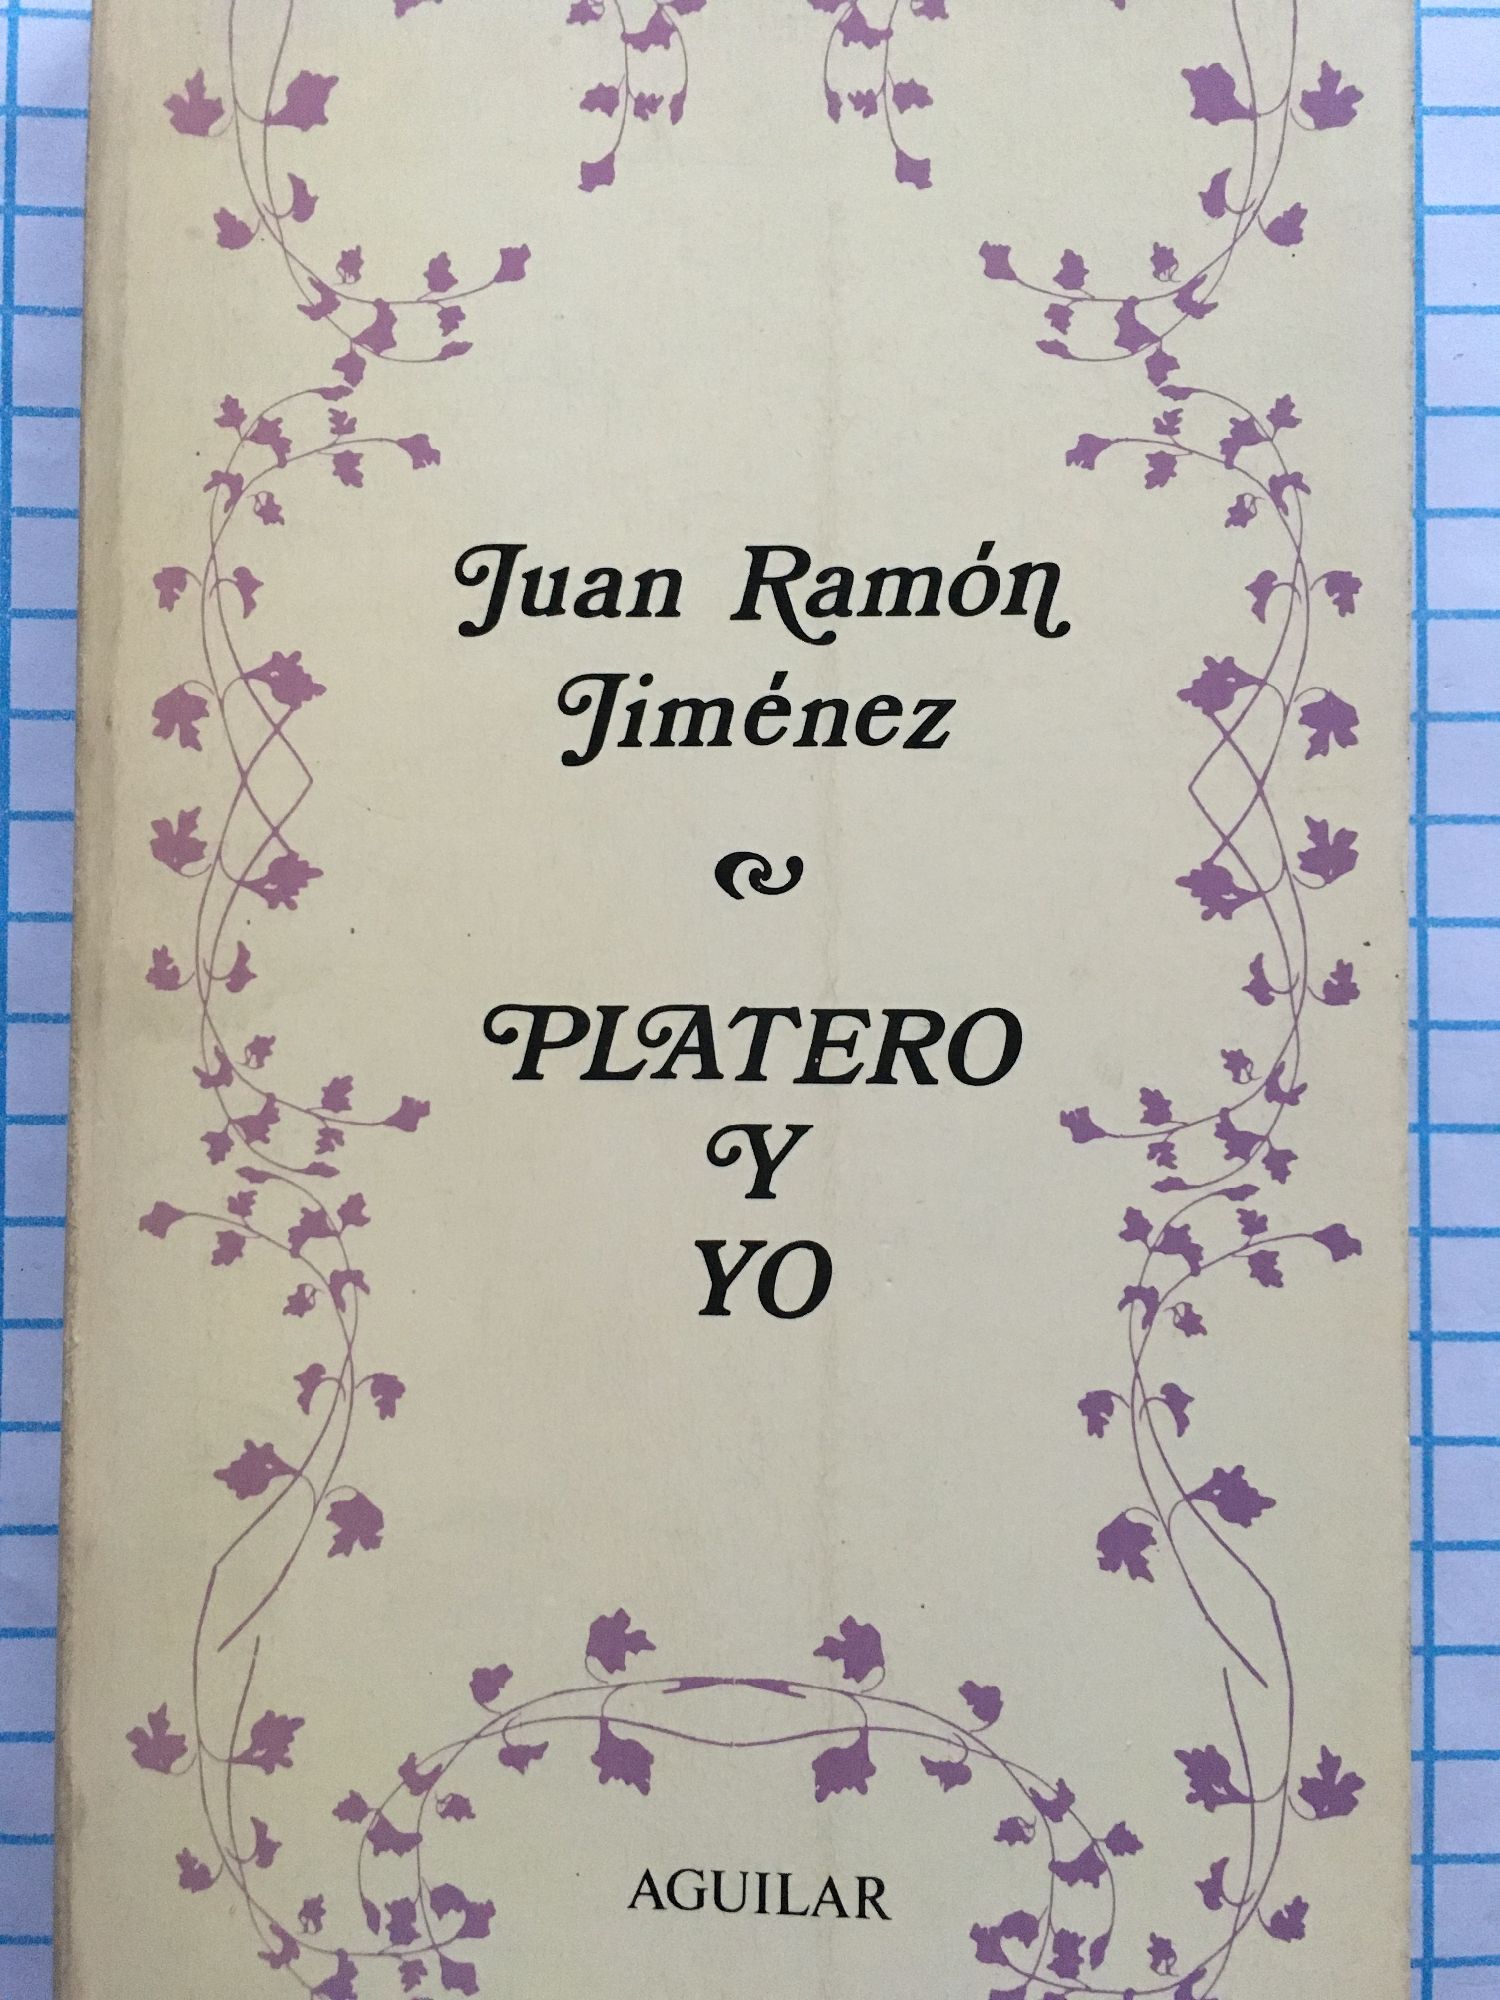 Juan Ramón
Jiménez
PLATERO
Y
YO
AGUILAR